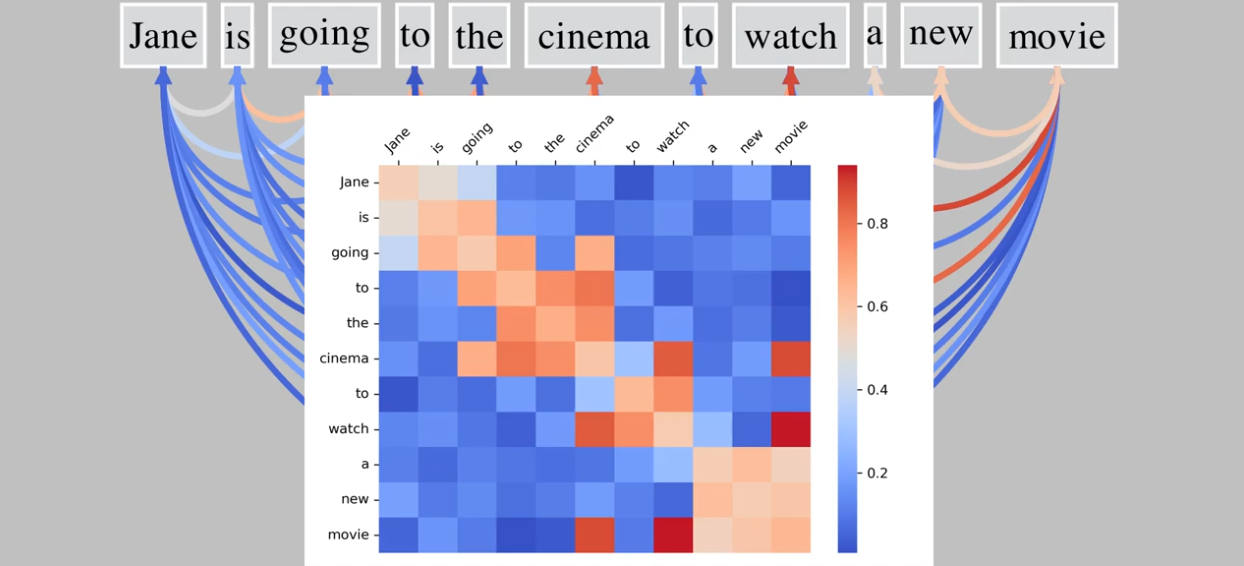 Jane is going to the cinema to watch a new movie
Jane is going to the cinema to watch a new movie
Jane
is
going
to
the
cinema
to
watch
a
new
movie
0.8
0.6
0.4
0.2